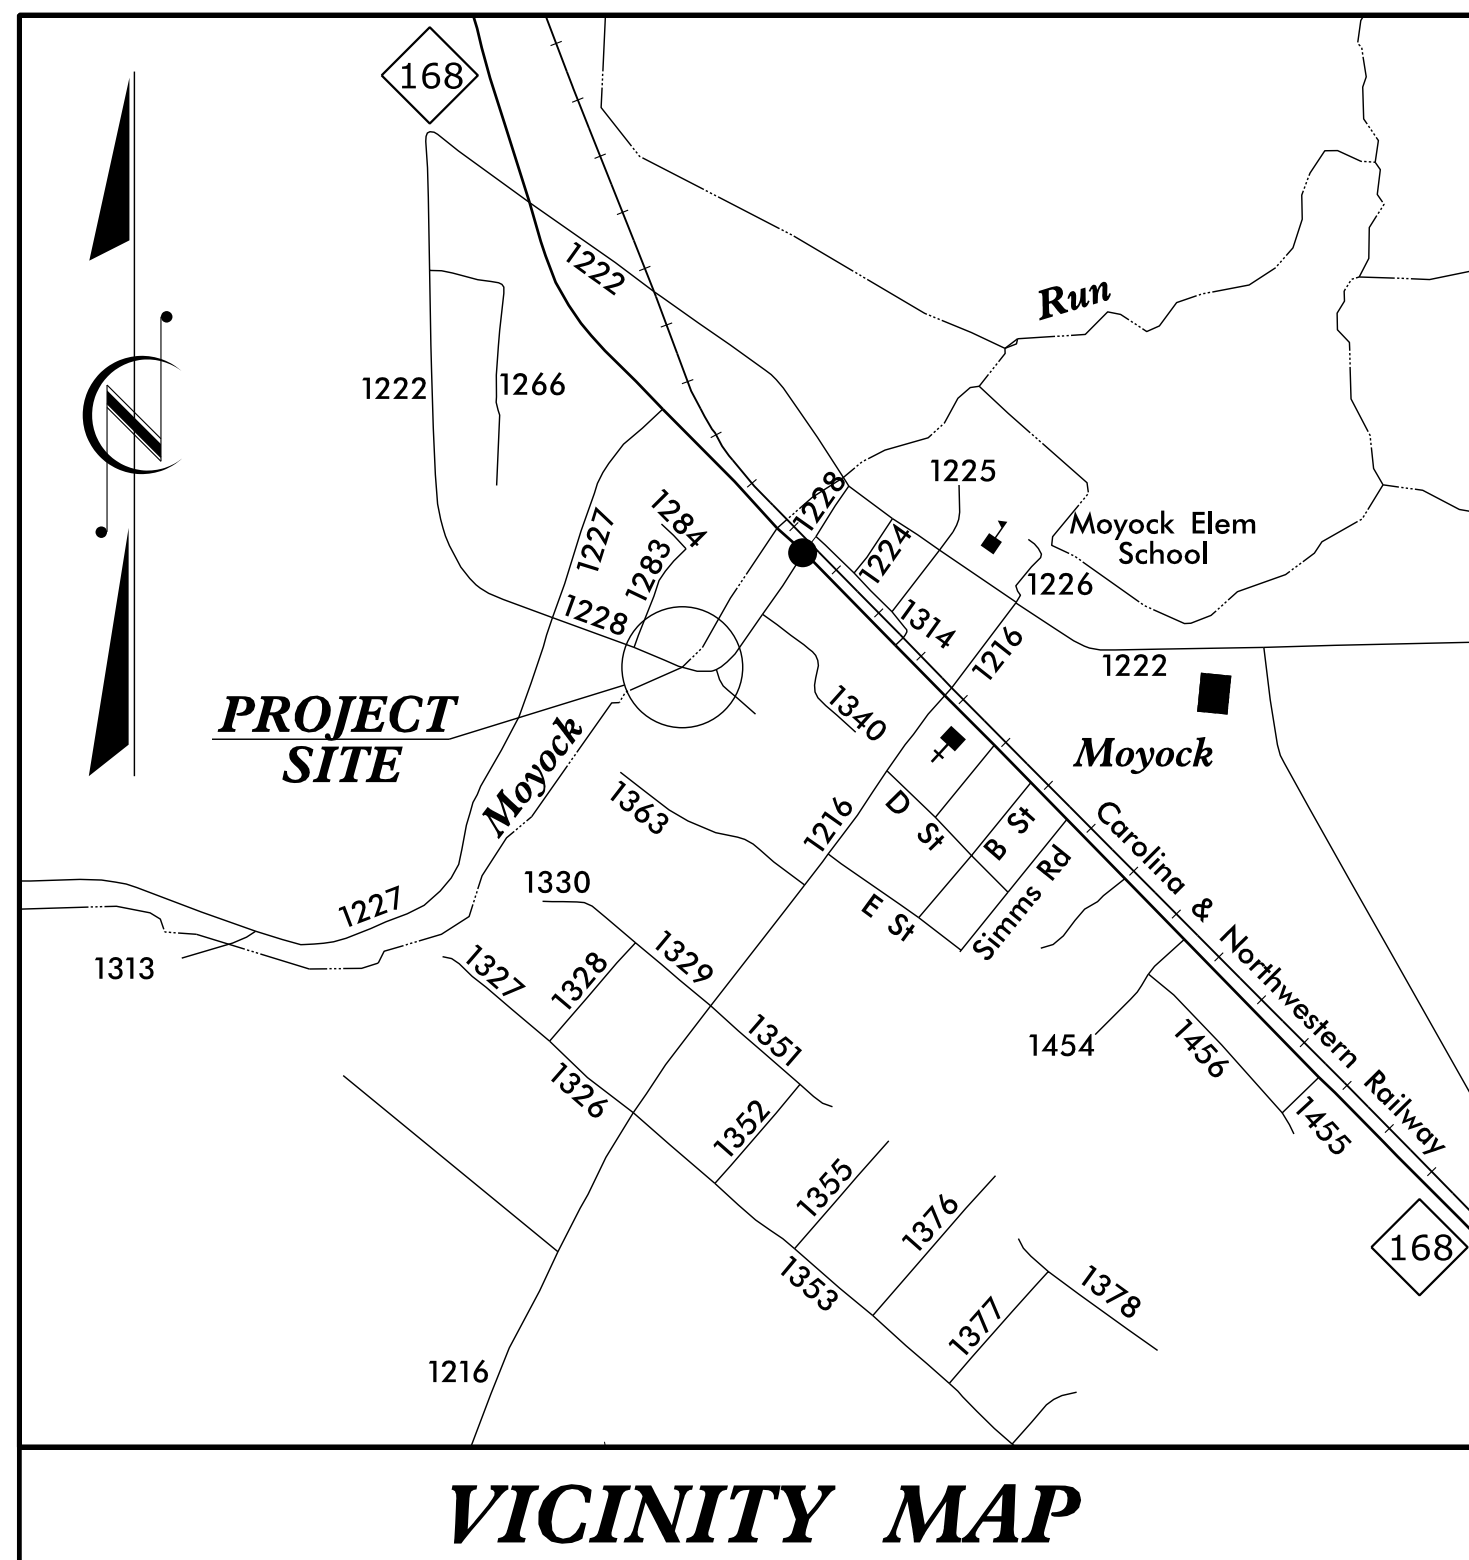 168
1222
Run
1222
1266
1225
1228
1284
1227
1283
1224
Moyock Elem
School
1226
1228
1314
1216
1222
PROJECT
SITE
1340
Moyock
Moyock
1363
1216
D St
B St
Carolina & Northwestern Railway
1330
1227
E St
Simms Rd
1313
1327
1328
1329
1351
1454
1456
1326
1352
1455
1355
1376
168
1353
1378
1377
1216
N
VICINITY MAP